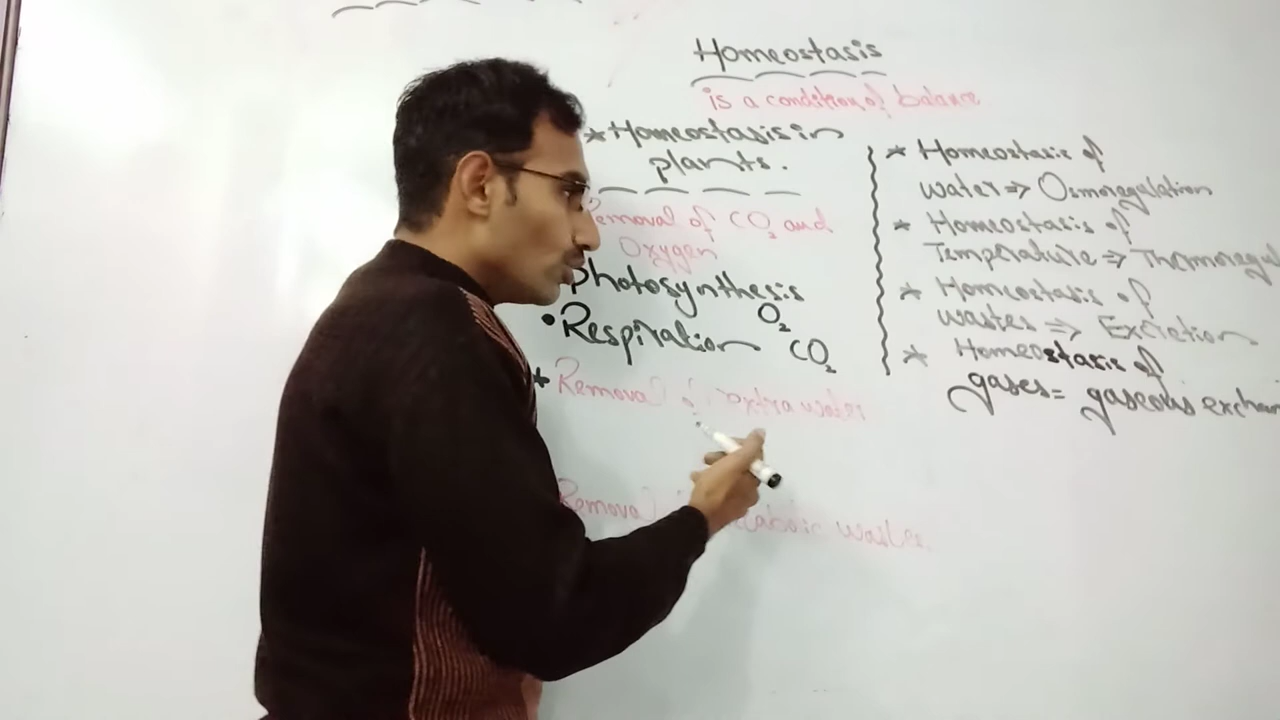 Homeostasis
is a condition of balance
* Homeostasis in
plants.
Removal of CO₂ and
Oxygen
Photosynthesis
O₂
• Respiration CO₂
* Removal of extra water
Removal wastes
* Homeostasis of
water => Osmoregulation
* Homeostasis of
Temperature => Thermoregul
* Homeostasis of
wastes => Excretion
* Homeostasis of
gases = gaseous exchan